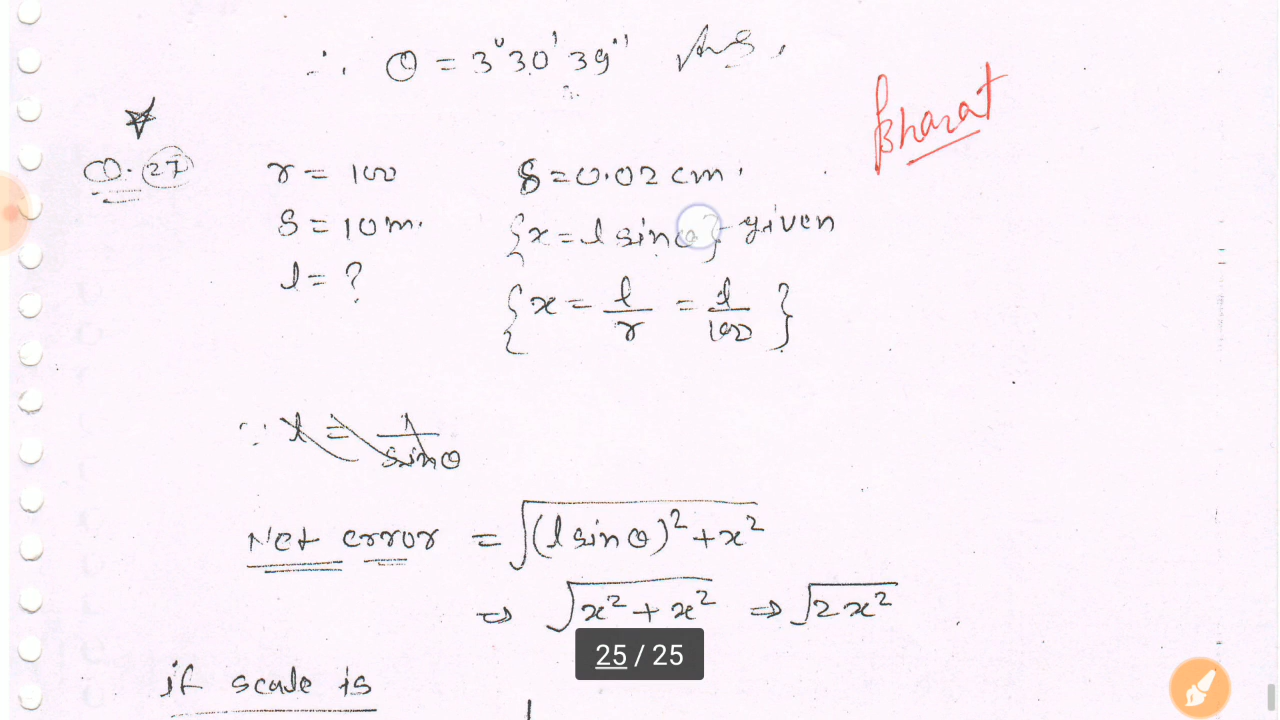 ∴ θ = 3°30'39" Ans.
Bharat
Q.27 r = 100 S = 0.02 cm.
S = 10 m. {x = l sinθ} given
l = ? {x = l/r = l/100}
∵ l = 1/sinθ
Net error = √((l sinθ)² + x²)
⇒ √(x² + x²) ⇒ √(2x²)
25 / 25
if scale is